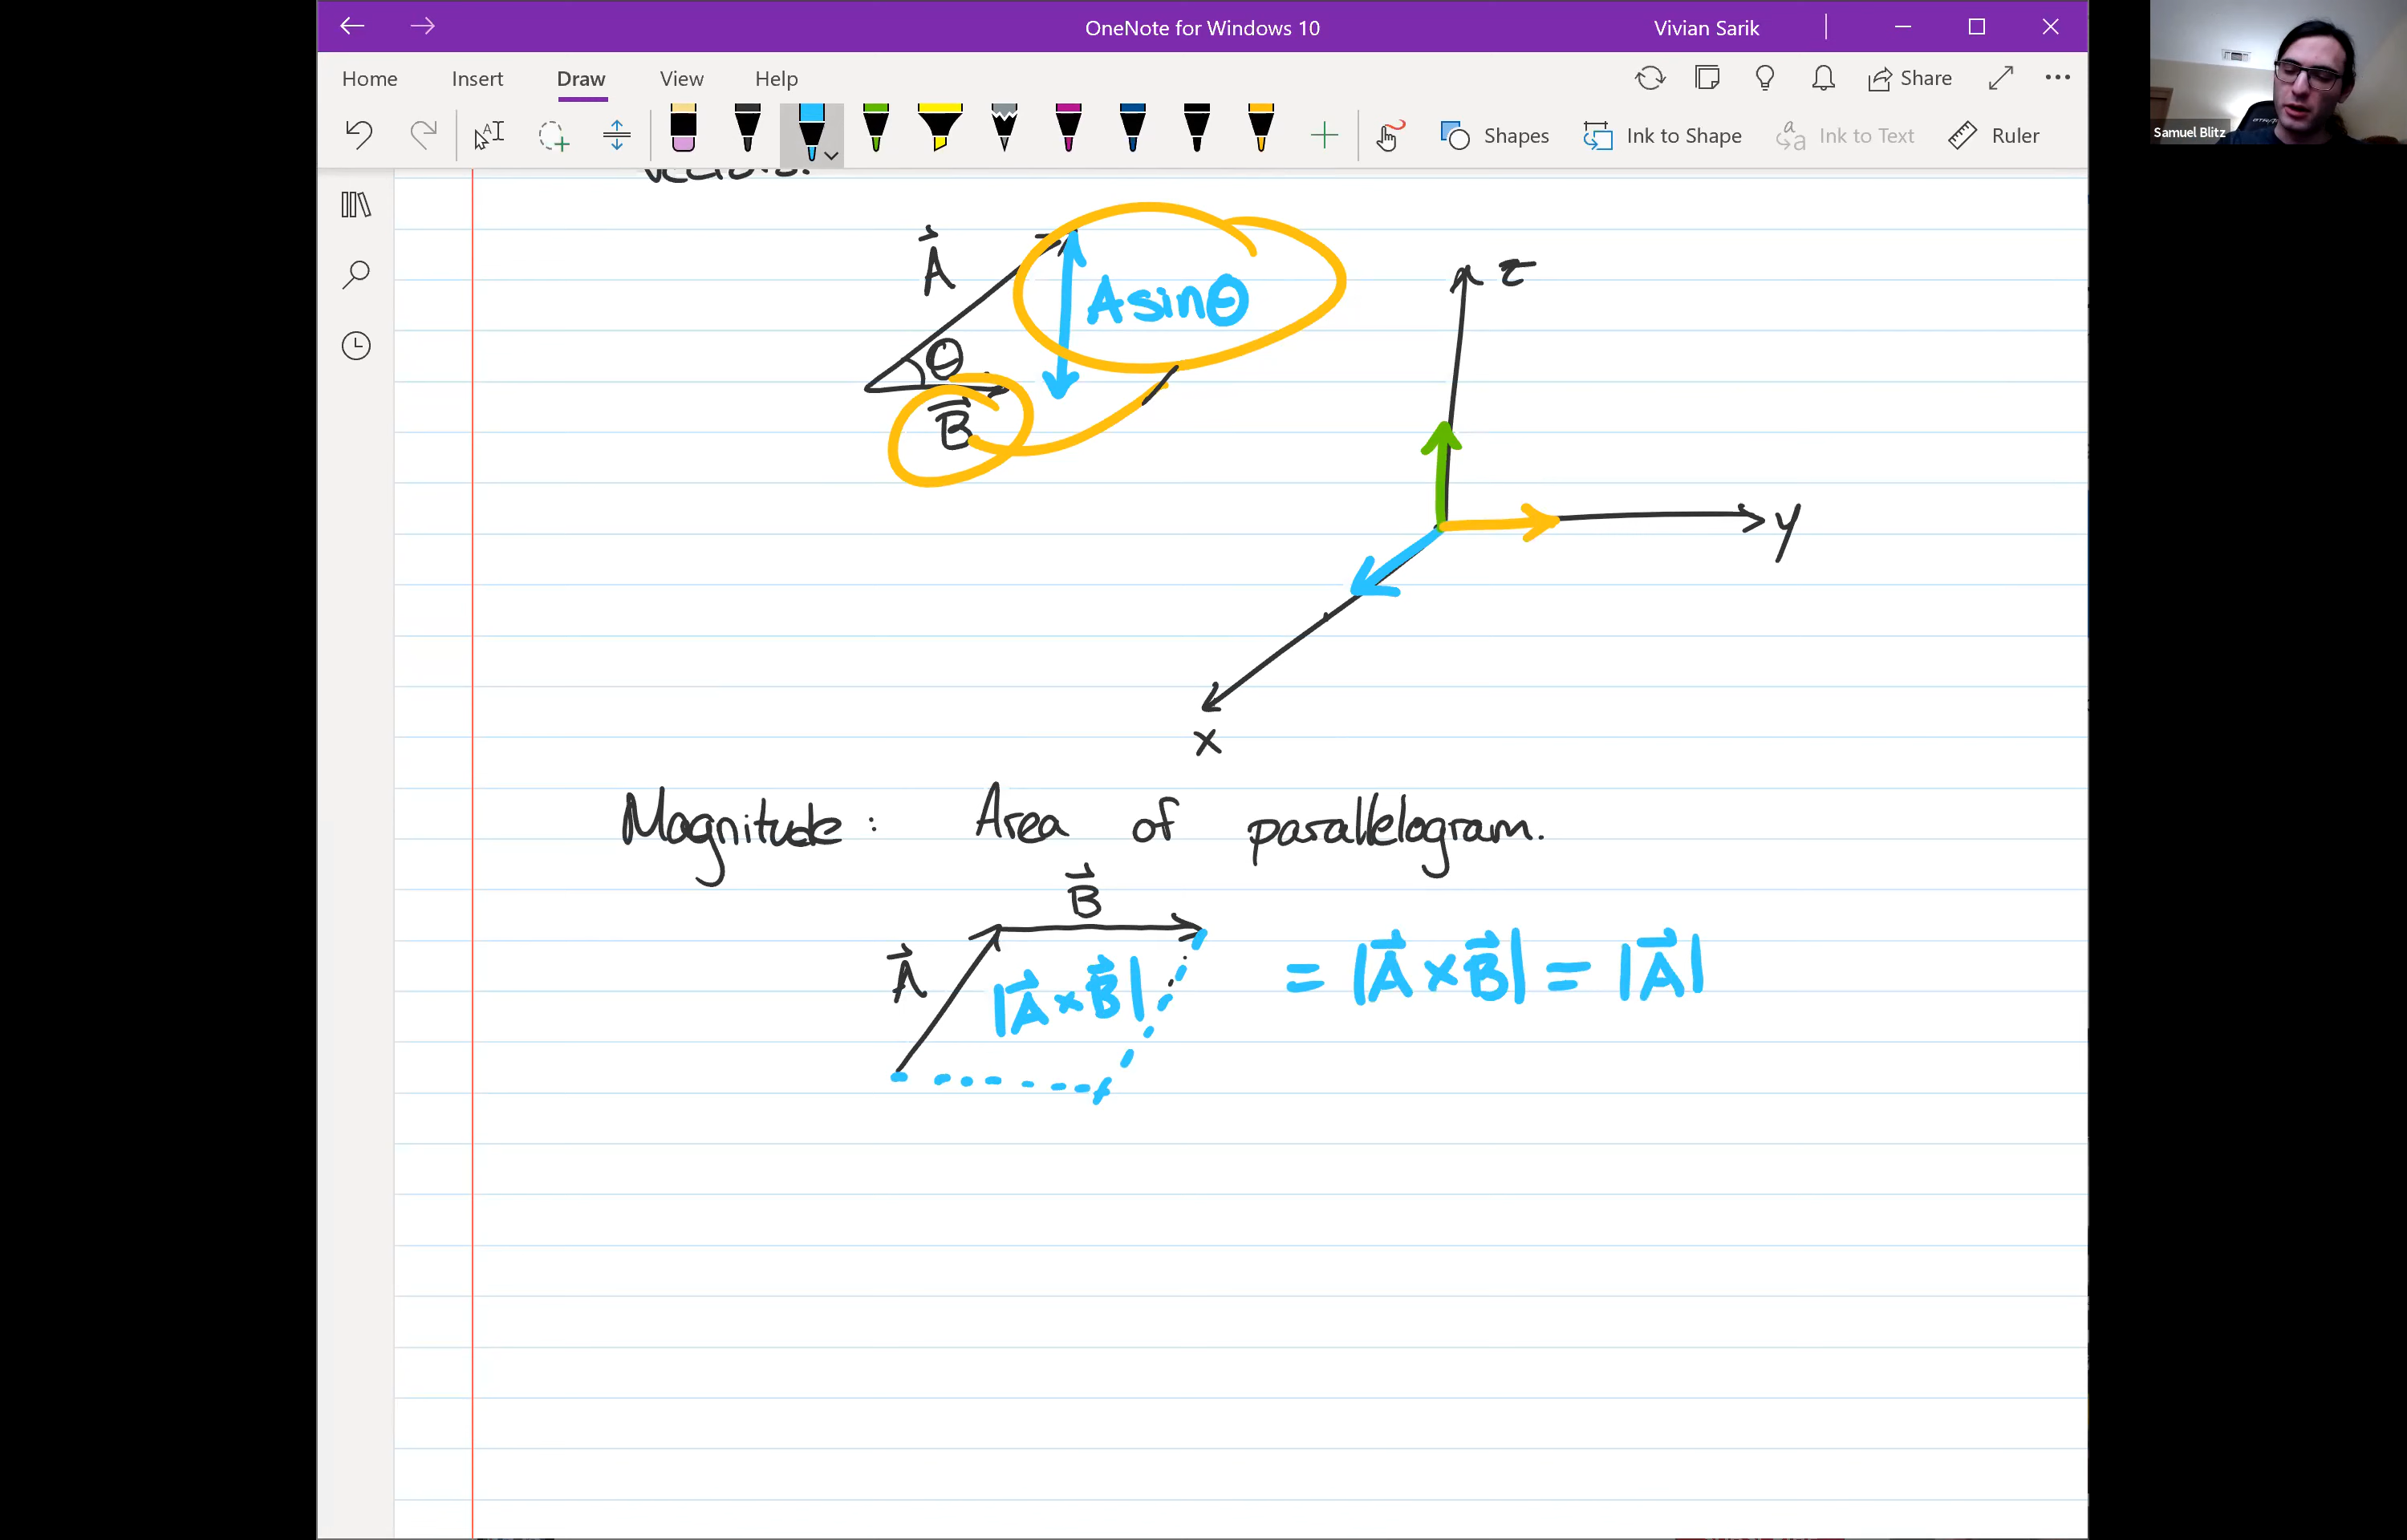 OneNote for Windows 10
Vivian Sarik
Home Insert Draw View Help
Share
Shapes Ink to Shape Ink to Text Ruler
Samuel Blitz
A⃗
A sinθ
θ
B⃗
z
y
x
Magnitude: Area of parallelogram.
B⃗
A⃗
|A⃗×B⃗| = |A⃗×B⃗| = |A⃗|